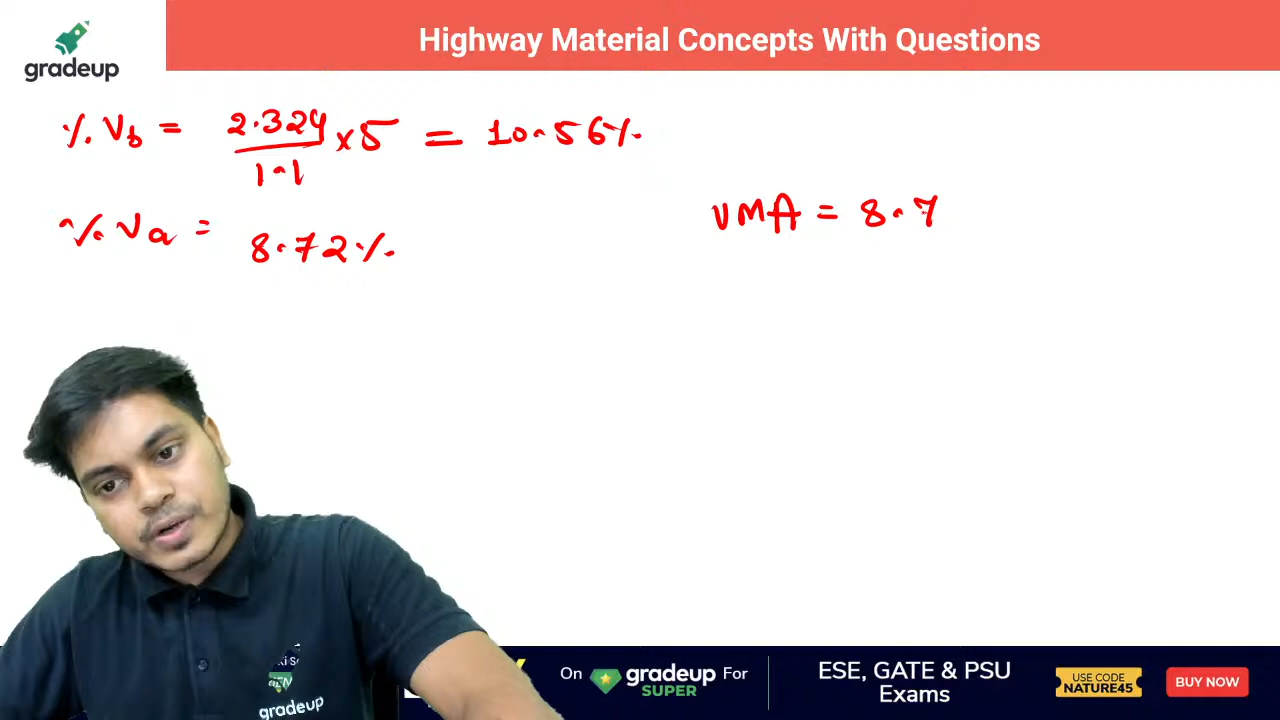 gradeup
Highway Material Concepts With Questions
% Vb = 2.324 / 1.1 × 5 = 10.56%
% Va = 8.72%
VMA = 8.7
gradeup
On gradeup SUPER For
ESE, GATE & PSU
Exams
USE CODE
NATURE45
BUY NOW